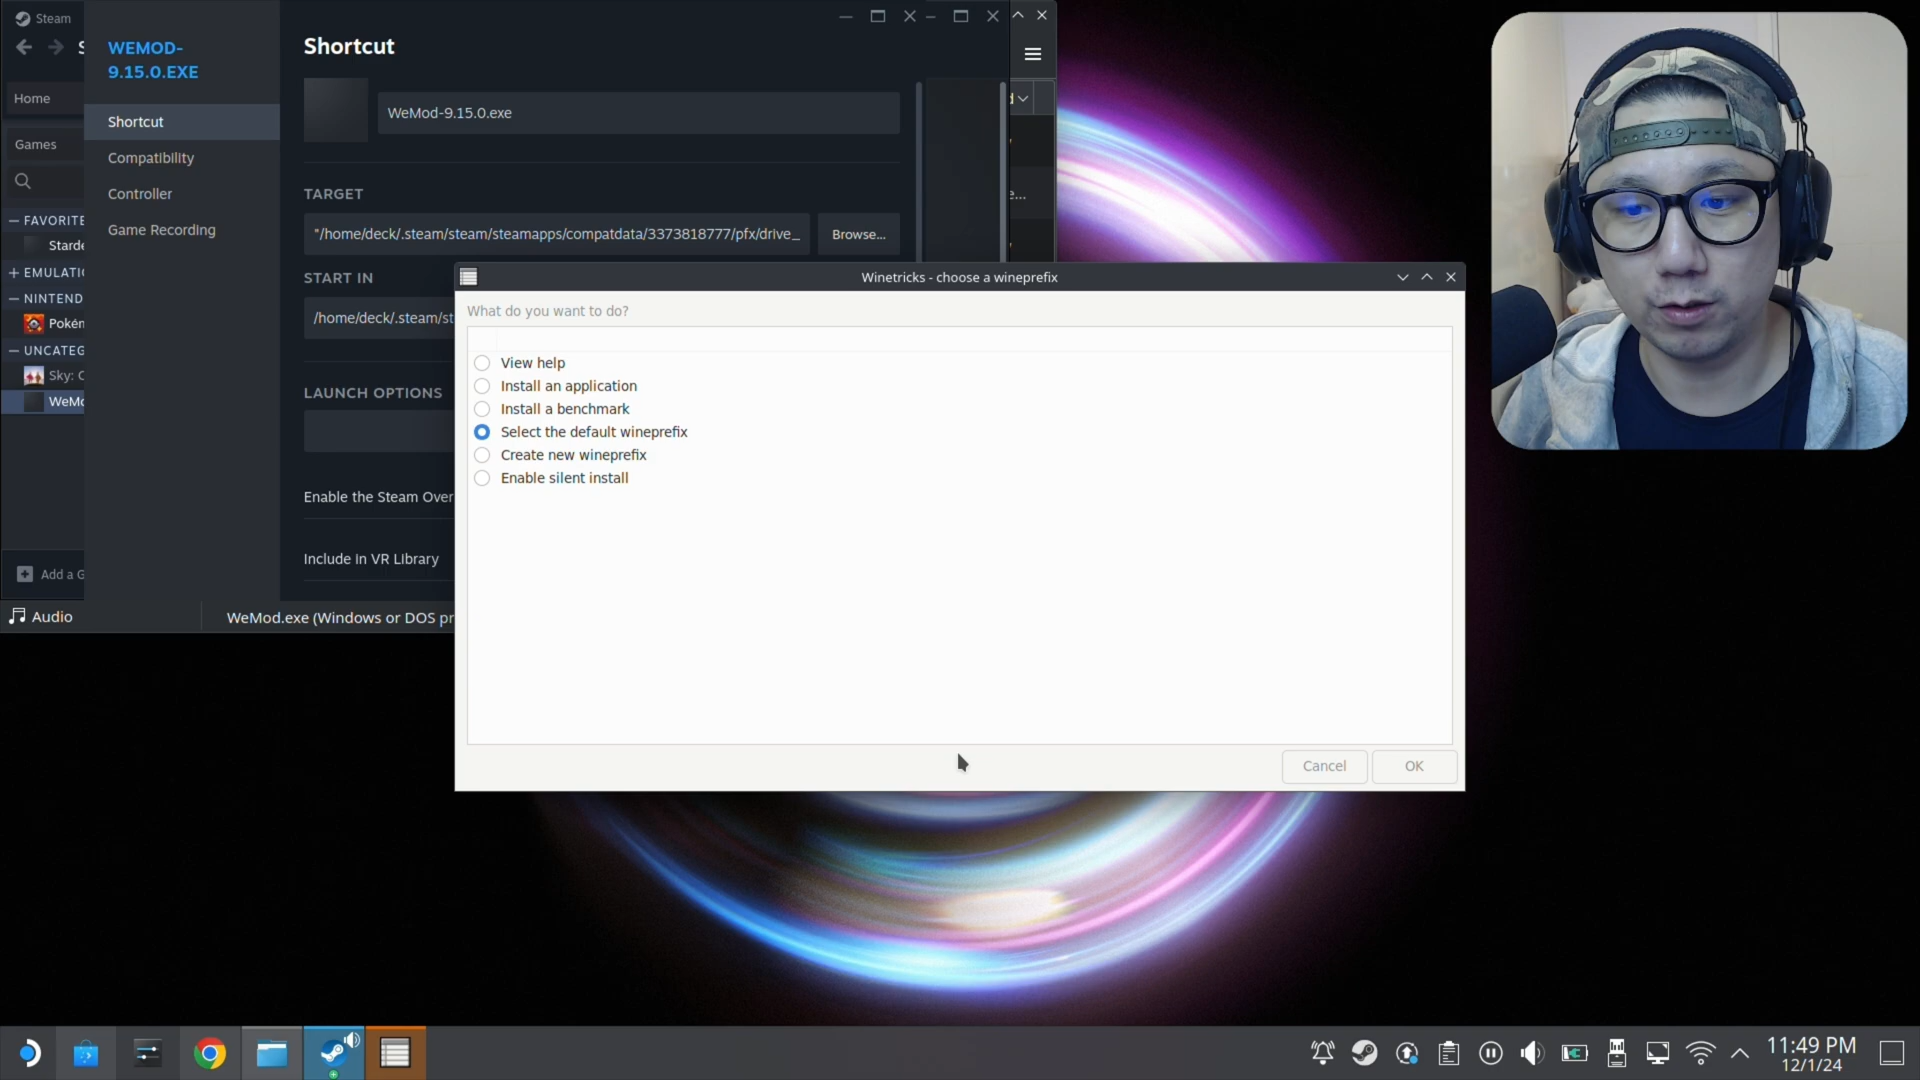 Steam
WEMOD-
9.15.0.EXE
Home
Games
FAVORITE
Starde
EMULATI
NINTEND
Pokén
UNCATEG
Sky: C
WeMo
Add a G
Shortcut
Compatibility
Controller
Game Recording
Shortcut
WeMod-9.15.0.exe
TARGET
"/home/deck/.steam/steam/steamapps/compatdata/3373818777/pfx/drive_
Browse...
START IN
/home/deck/.steam/st
LAUNCH OPTIONS
Enable the Steam Over
Include in VR Library
Audio
WeMod.exe (Windows or DOS pr
Winetricks - choose a wineprefix
What do you want to do?
View help
Install an application
Install a benchmark
Select the default wineprefix
Create new wineprefix
Enable silent install
Cancel
OK
11:49 PM
12/1/24